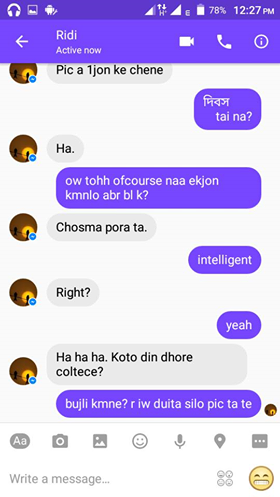 78% 12:27 PM
Ridi
Active now
Pic a 1jon ke chene
দিবস
tai na?
Ha.
ow tohh ofcourse naa ekjon
kmnlo abr bl k?
Chosma pora ta.
intelligent
Right?
yeah
Ha ha ha. Koto din dhore
coltece?
bujli kmne? r iw duita silo pic ta te
Aa
Write a message...